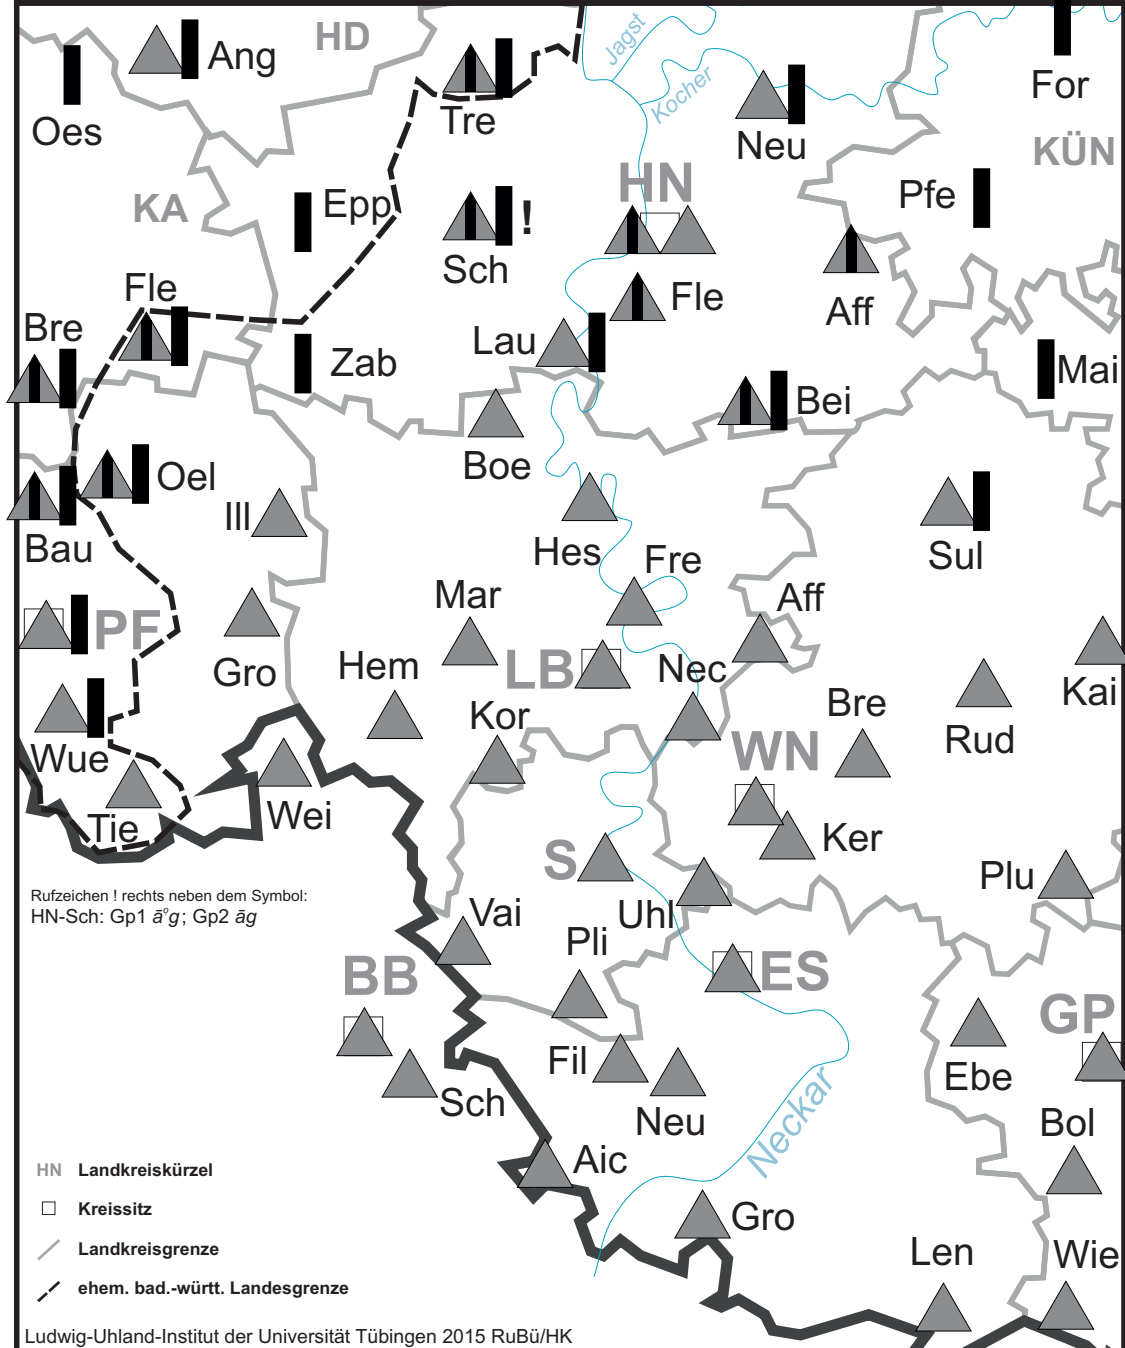 HD
Jagst
Ang
Oes
Tre
Kocher
Neu
For
KÜN
HN
KA
Epp
Pfe
!
Sch
Fle
Fle
Aff
Bre
Lau
Zab
Mai
Bei
Boe
Oel
Ill
Bau
Hes
Sul
Fre
Mar
Aff
PF
Gro
Hem
LB
Nec
Kai
Kor
Bre
Rud
Wue
WN
Tie
Wei
Ker
S
Plu
Rufzeichen ! rechts neben dem Symbol:
HN-Sch: Gp1 āᵒg; Gp2 āg
Vai
Uhl
Pli
BB
ES
GP
Fil
Ebe
Sch
Neu
Neckar
Bol
Aic
HN Landkreiskürzel
Kreissitz
Gro
Landkreisgrenze
Len
Wie
ehem. bad.-württ. Landesgrenze
Ludwig-Uhland-Institut der Universität Tübingen 2015 RuBü/HK